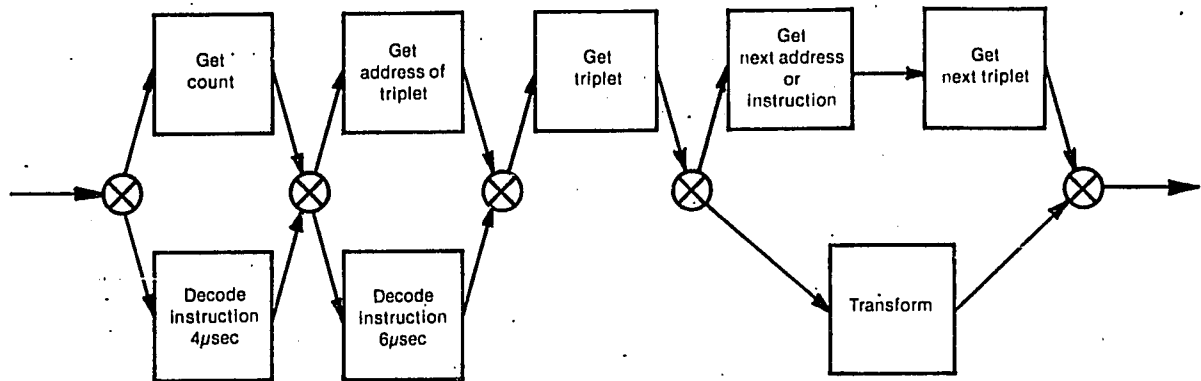 Get
count
Get
address of
triplet
Get
triplet
Get
next address
or
instruction
Get
next triplet
Decode
instruction
4μsec
Decode
instruction
6μsec
Transform